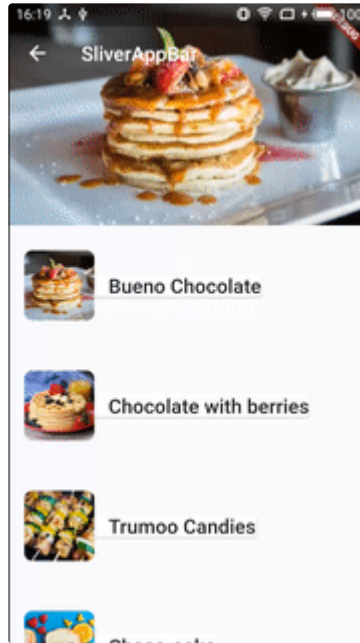 16:19
SliverAppBar
Bueno Chocolate
Chocolate with berries
Trumoo Candies